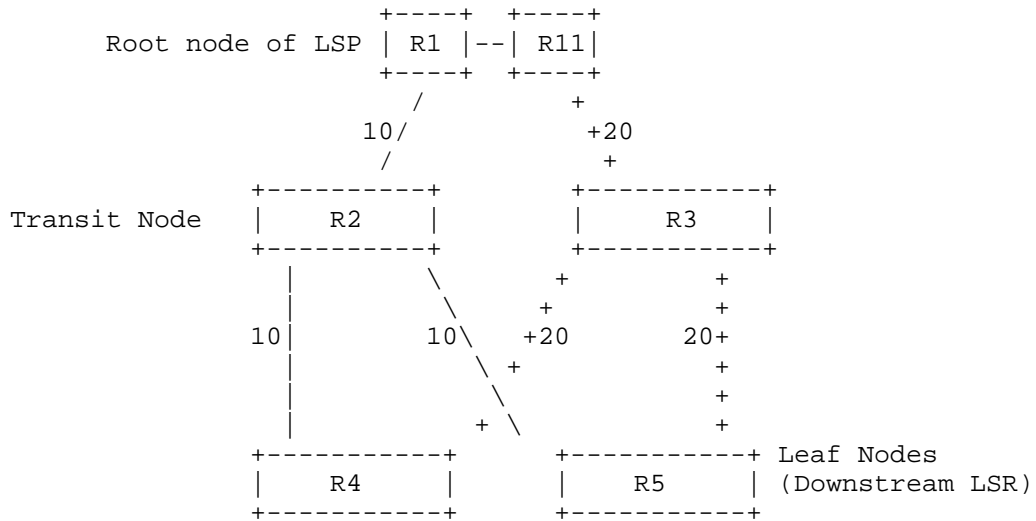 +----+  +----+
      Root node of LSP | R1 |--| R11|
                             +----+  +----+
                               /         +
                            10/           +20
                             /             +
                     +----------+        +-----------+
Transit Node   |    R2    |        |     R3    |
                     +----------+        +-----------+
                       |        \       +         +
                       |         \     +          +
                     10|        10\   +20       20+
                       |           \ +            +
                       |            \             +
                       |          +  \            +
                     +-----------+      +-----------+ Leaf Nodes
                     |    R4     |      |    R5     | (Downstream LSR)
                     +-----------+      +-----------+